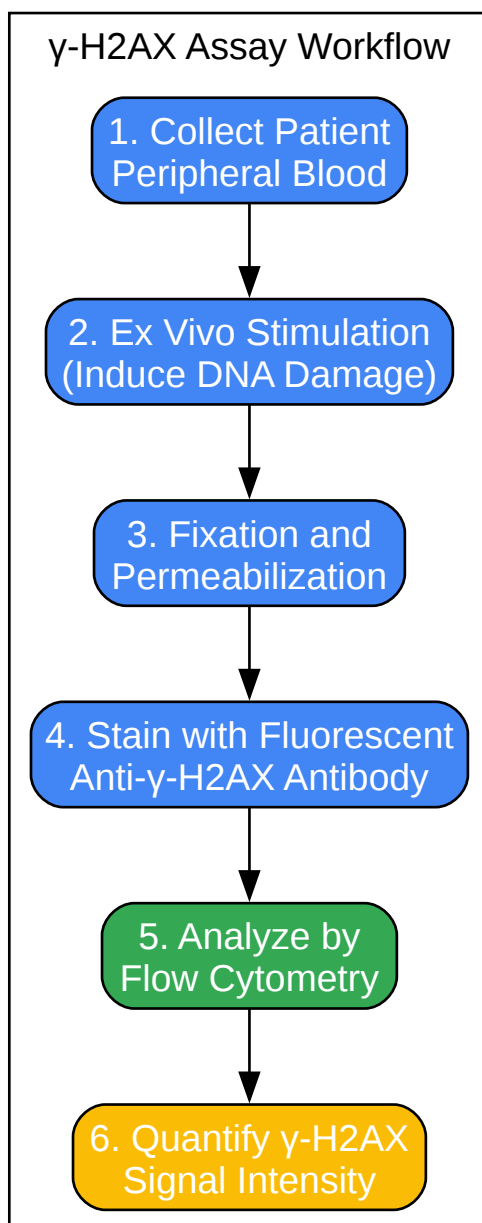 γ-H2AX Assay Workflow
1. Collect Patient
Peripheral Blood
2. Ex Vivo Stimulation
(Induce DNA Damage)
3. Fixation and
Permeabilization
4. Stain with Fluorescent
Anti-γ-H2AX Antibody
5. Analyze by
Flow Cytometry
6. Quantify γ-H2AX
Signal Intensity